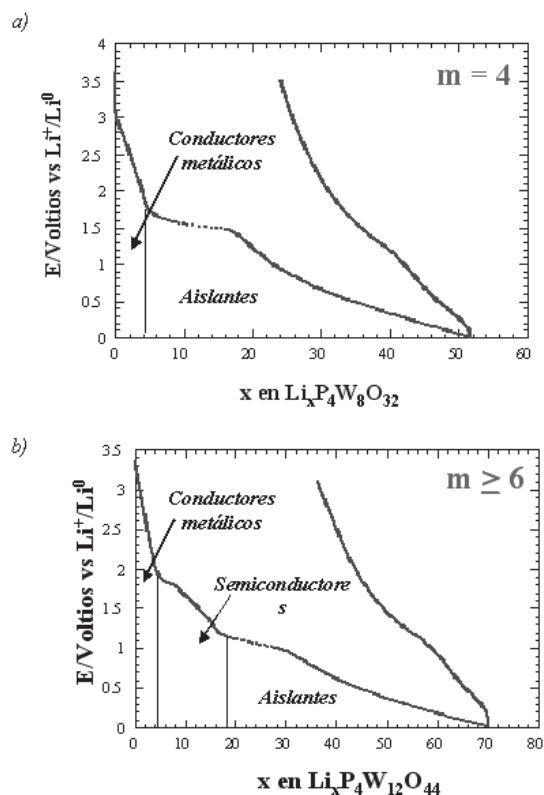 a)
m = 4
E/Voltios vs Li⁺/Li⁰
4
3.5
3
2.5
2
1.5
1
0.5
0
Conductores
metálicos
Aislantes
0 10 20 30 40 50 60
x en LiₓP₄W₈O₃₂
b)
m ≥ 6
E/Voltios vs Li⁺/Li⁰
3.5
3
2.5
2
1.5
1
0.5
0
Conductores
metálicos
Semiconductore
s
Aislantes
0 10 20 30 40 50 60 70 80
x en LiₓP₄W₁₂O₄₄